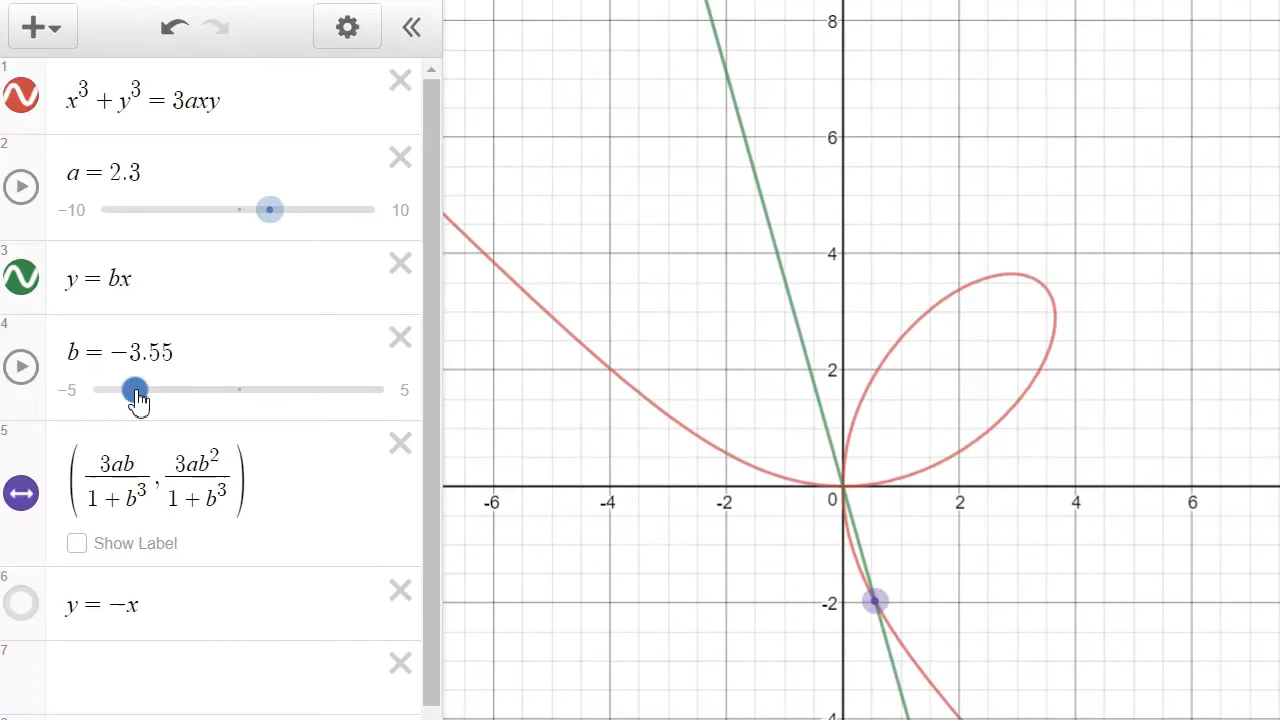 1
x^3 + y^3 = 3axy
2
a = 2.3
-10 10
3
y = bx
4
b = −3.55
-5 5
5
(3ab/(1 + b^3), 3ab^2/(1 + b^3))
Show Label
6
y = −x
7
8
6
4
2
-6 -4 -2 0 2 4 6
-2
-4